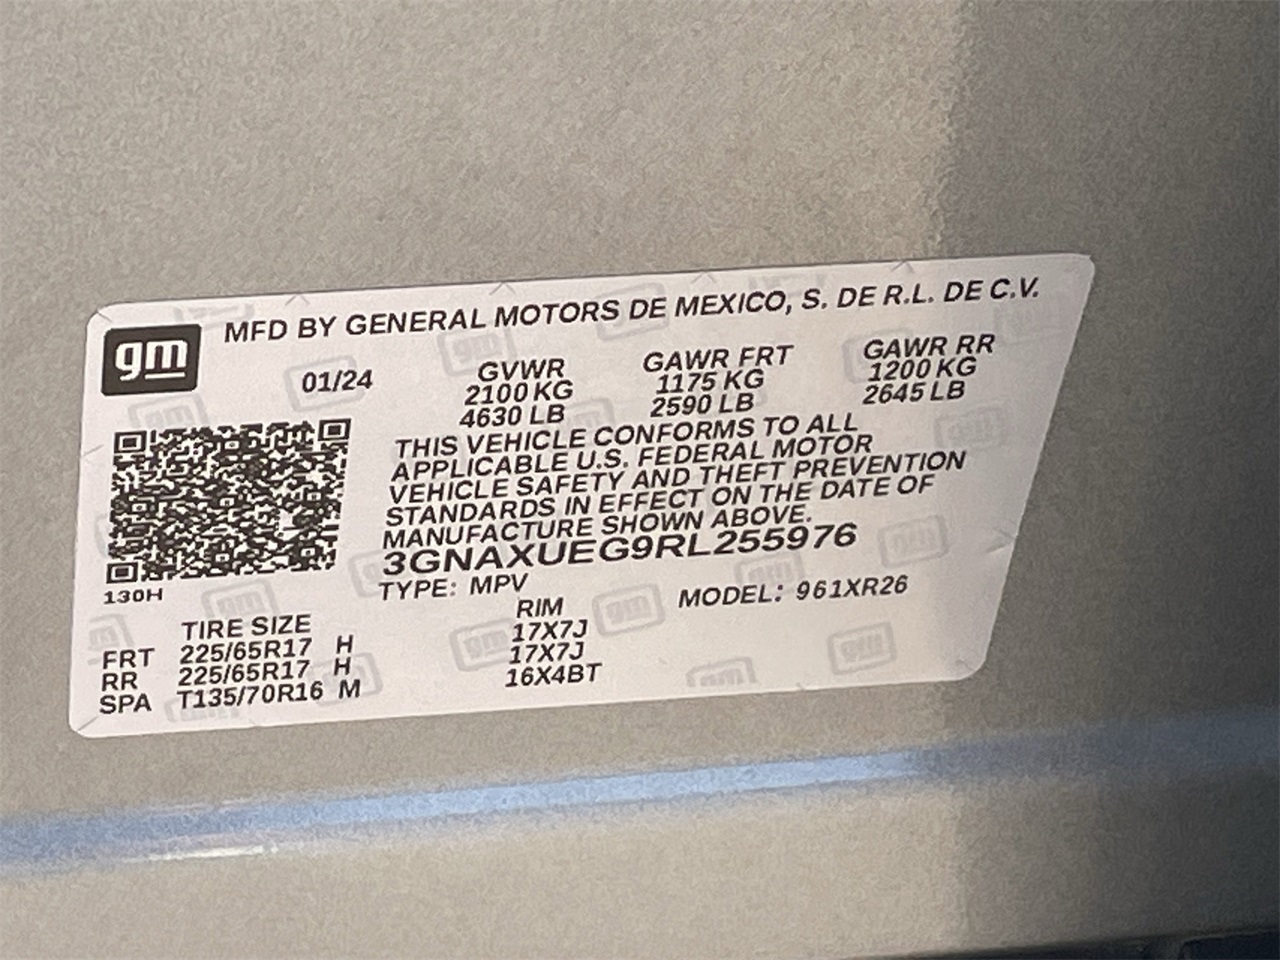 gm
MFD BY GENERAL MOTORS DE MEXICO, S. DE R.L. DE C.V.
01/24
GVWR
2100 KG
4630 LB
GAWR FRT
1175 KG
2590 LB
GAWR RR
1200 KG
2645 LB
THIS VEHICLE CONFORMS TO ALL
APPLICABLE U.S. FEDERAL MOTOR
VEHICLE SAFETY AND THEFT PREVENTION
STANDARDS IN EFFECT ON THE DATE OF
MANUFACTURE SHOWN ABOVE.
3GNAXUEG9RL255976
130H
TYPE: MPV
MODEL: 961XR26
TIRE SIZE RIM
FRT 225/65R17 H 17X7J
RR 225/65R17 H 17X7J
SPA T135/70R16 M 16X4BT